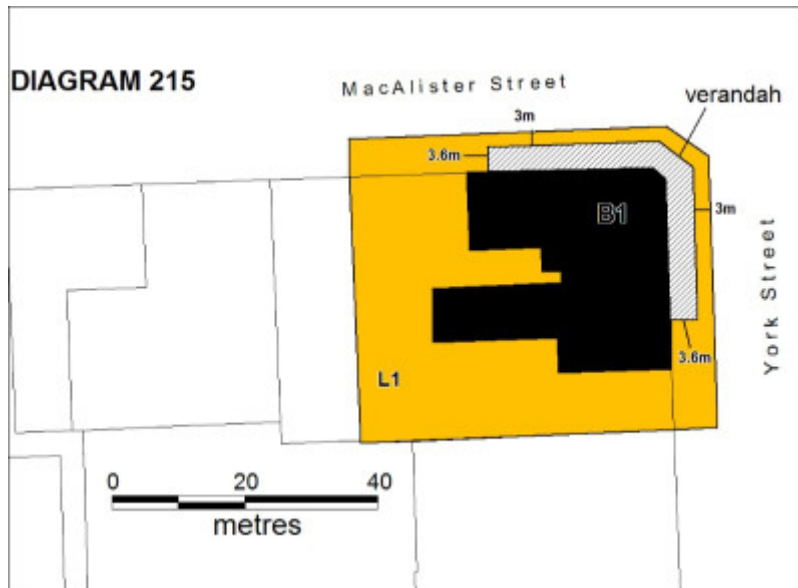 DIAGRAM 215
MacAlister Street
verandah
3m
3.6m
B1
3m
York Street
3.6m
L1
0 20 40
metres